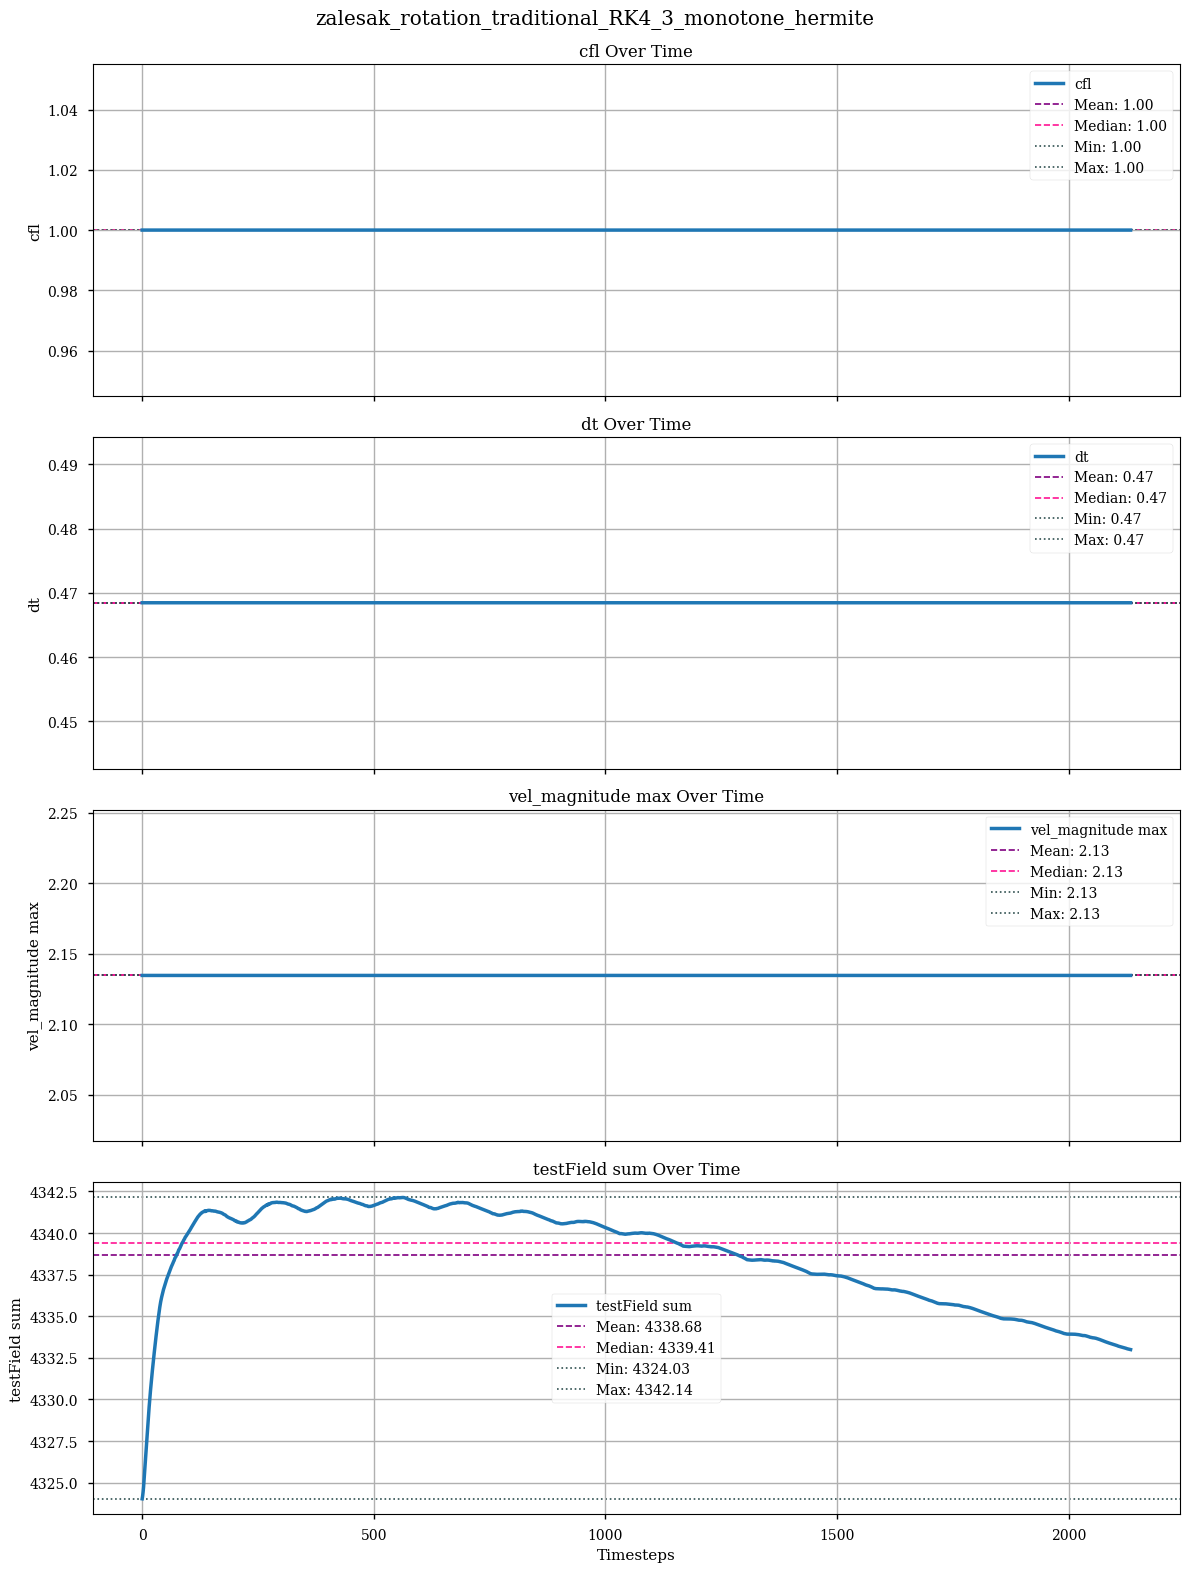 zalesak_rotation_traditional_RK4_3_monotone_hermite
cfl Over Time
cfl
1.04
1.02
1.00
0.98
0.96
cfl
Mean: 1.00
Median: 1.00
Min: 1.00
Max: 1.00
dt Over Time
dt
0.49
0.48
0.47
0.46
0.45
dt
Mean: 0.47
Median: 0.47
Min: 0.47
Max: 0.47
vel_magnitude max Over Time
vel_magnitude max
2.25
2.20
2.15
2.10
2.05
vel_magnitude max
Mean: 2.13
Median: 2.13
Min: 2.13
Max: 2.13
testField sum Over Time
testField sum
4342.5
4340.0
4337.5
4335.0
4332.5
4330.0
4327.5
4325.0
testField sum
Mean: 4338.68
Median: 4339.41
Min: 4324.03
Max: 4342.14
0 500 1000 1500 2000
Timesteps